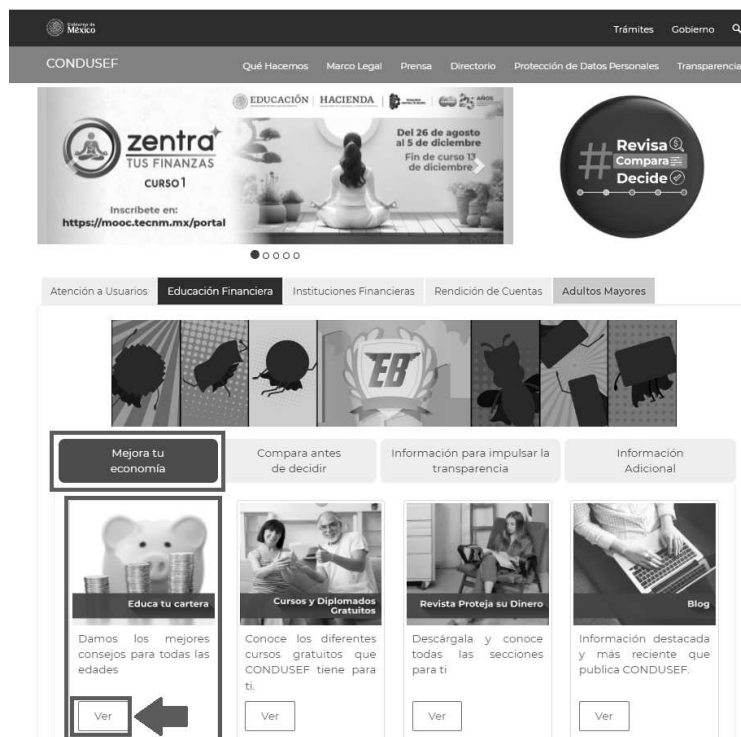 Gobierno de
México
Trámites Gobierno
CONDUSEF
Qué Hacemos Marco Legal Prensa Directorio Protección de Datos Personales Transparencia
EDUCACIÓN HACIENDA AÑOS
zentra
TUS FINANZAS
CURSO 1
Inscríbete en:
https://mooc.tecnm.mx/portal
Del 26 de agosto
al 5 de diciembre
Fin de curso 13
de diciembre
# Revisa
Compara
Decide
Atención a Usuarios Educación Financiera Instituciones Financieras Rendición de Cuentas Adultos Mayores
EB
Mejora tu
economía
Compara antes
de decidir
Información para impulsar la
transparencia
Información
Adicional
Educa tu cartera
Damos los mejores
consejos para todas las
edades
Ver
Cursos y Diplomados
Gratuitos
Conoce los diferentes
cursos gratuitos que
CONDUSEF tiene para
ti.
Ver
Revista Proteja su Dinero
Descárgala y conoce
todas las secciones
para ti
Ver
Blog
Información destacada
y más reciente que
publica CONDUSEF.
Ver